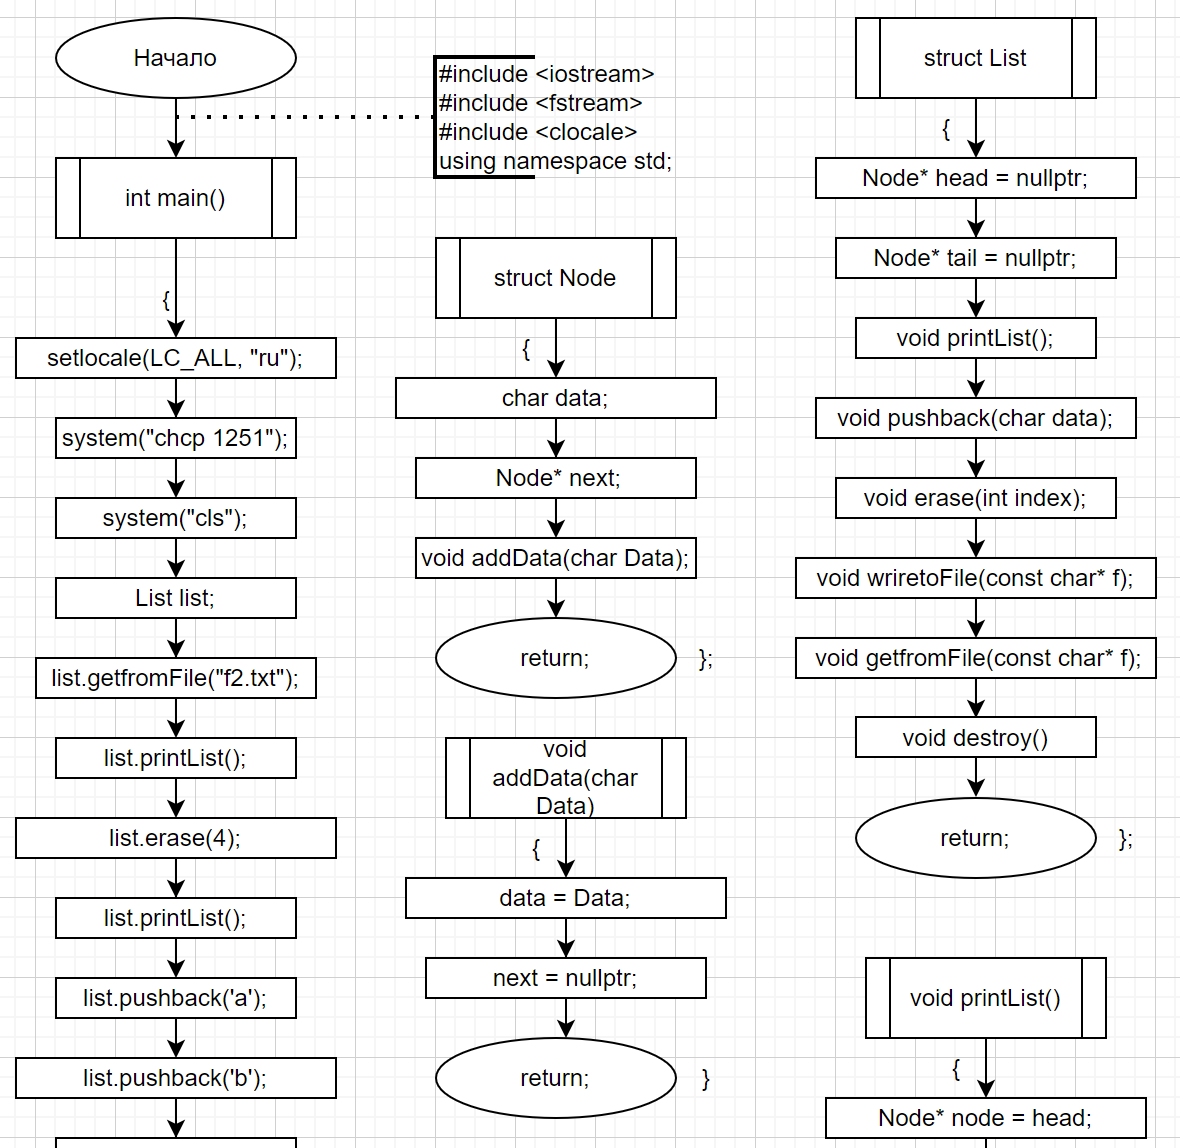 Начало
int main()
{
setlocale(LC_ALL, "ru");
system("chcp 1251");
system("cls");
List list;
list.getfromFile("f2.txt");
list.printList();
list.erase(4);
list.printList();
list.pushback('a');
list.pushback('b');
#include <iostream>
#include <fstream>
#include <clocale>
using namespace std;
struct Node
{
char data;
Node* next;
void addData(char Data);
return;
};
void
addData(char
Data)
{
data = Data;
next = nullptr;
return;
}
struct List
{
Node* head = nullptr;
Node* tail = nullptr;
void printList();
void pushback(char data);
void erase(int index);
void wriretoFile(const char* f);
void getfromFile(const char* f);
void destroy()
return;
};
void printList()
{
Node* node = head;